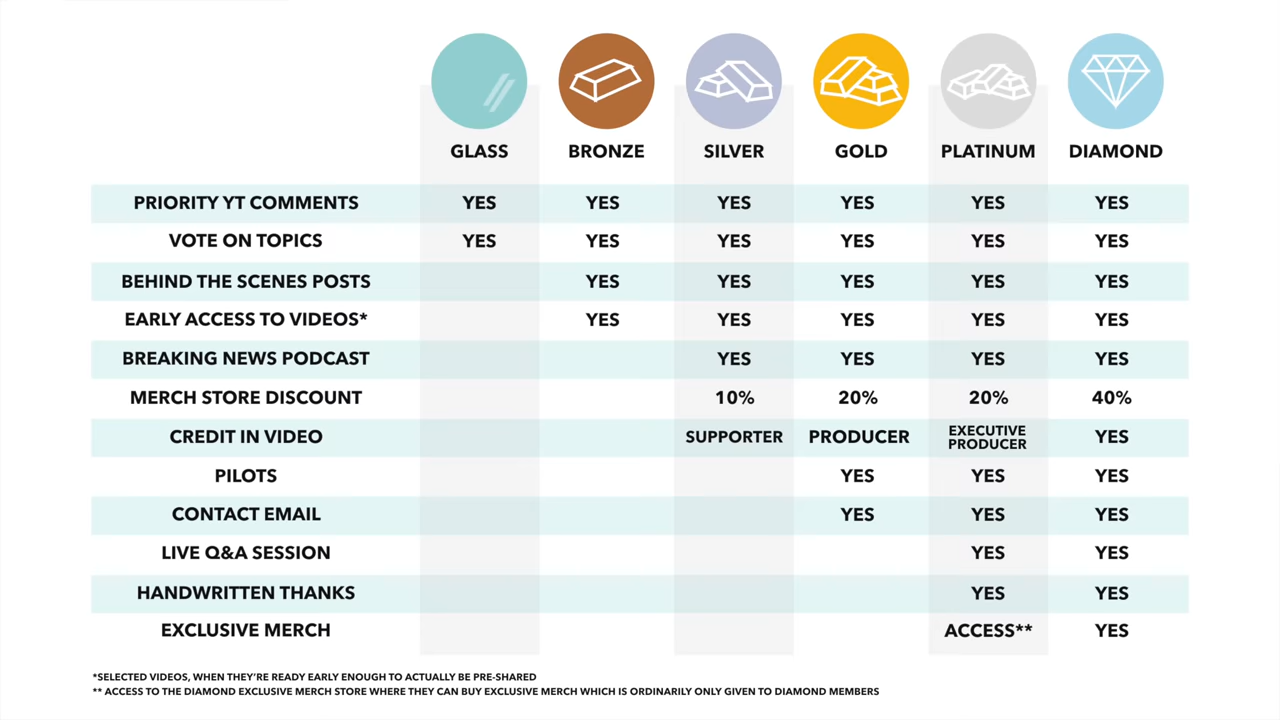 GLASS BRONZE SILVER GOLD PLATINUM DIAMOND
PRIORITY YT COMMENTS YES YES YES YES YES YES
VOTE ON TOPICS YES YES YES YES YES YES
BEHIND THE SCENES POSTS YES YES YES YES YES
EARLY ACCESS TO VIDEOS* YES YES YES YES YES
BREAKING NEWS PODCAST YES YES YES YES
MERCH STORE DISCOUNT 10% 20% 20% 40%
CREDIT IN VIDEO SUPPORTER PRODUCER EXECUTIVE PRODUCER YES
PILOTS YES YES YES
CONTACT EMAIL YES YES YES
LIVE Q&A SESSION YES YES
HANDWRITTEN THANKS YES YES
EXCLUSIVE MERCH ACCESS** YES
*SELECTED VIDEOS, WHEN THEY'RE READY EARLY ENOUGH TO ACTUALLY BE PRE-SHARED
** ACCESS TO THE DIAMOND EXCLUSIVE MERCH STORE WHERE THEY CAN BUY EXCLUSIVE MERCH WHICH IS ORDINARILY ONLY GIVEN TO DIAMOND MEMBERS